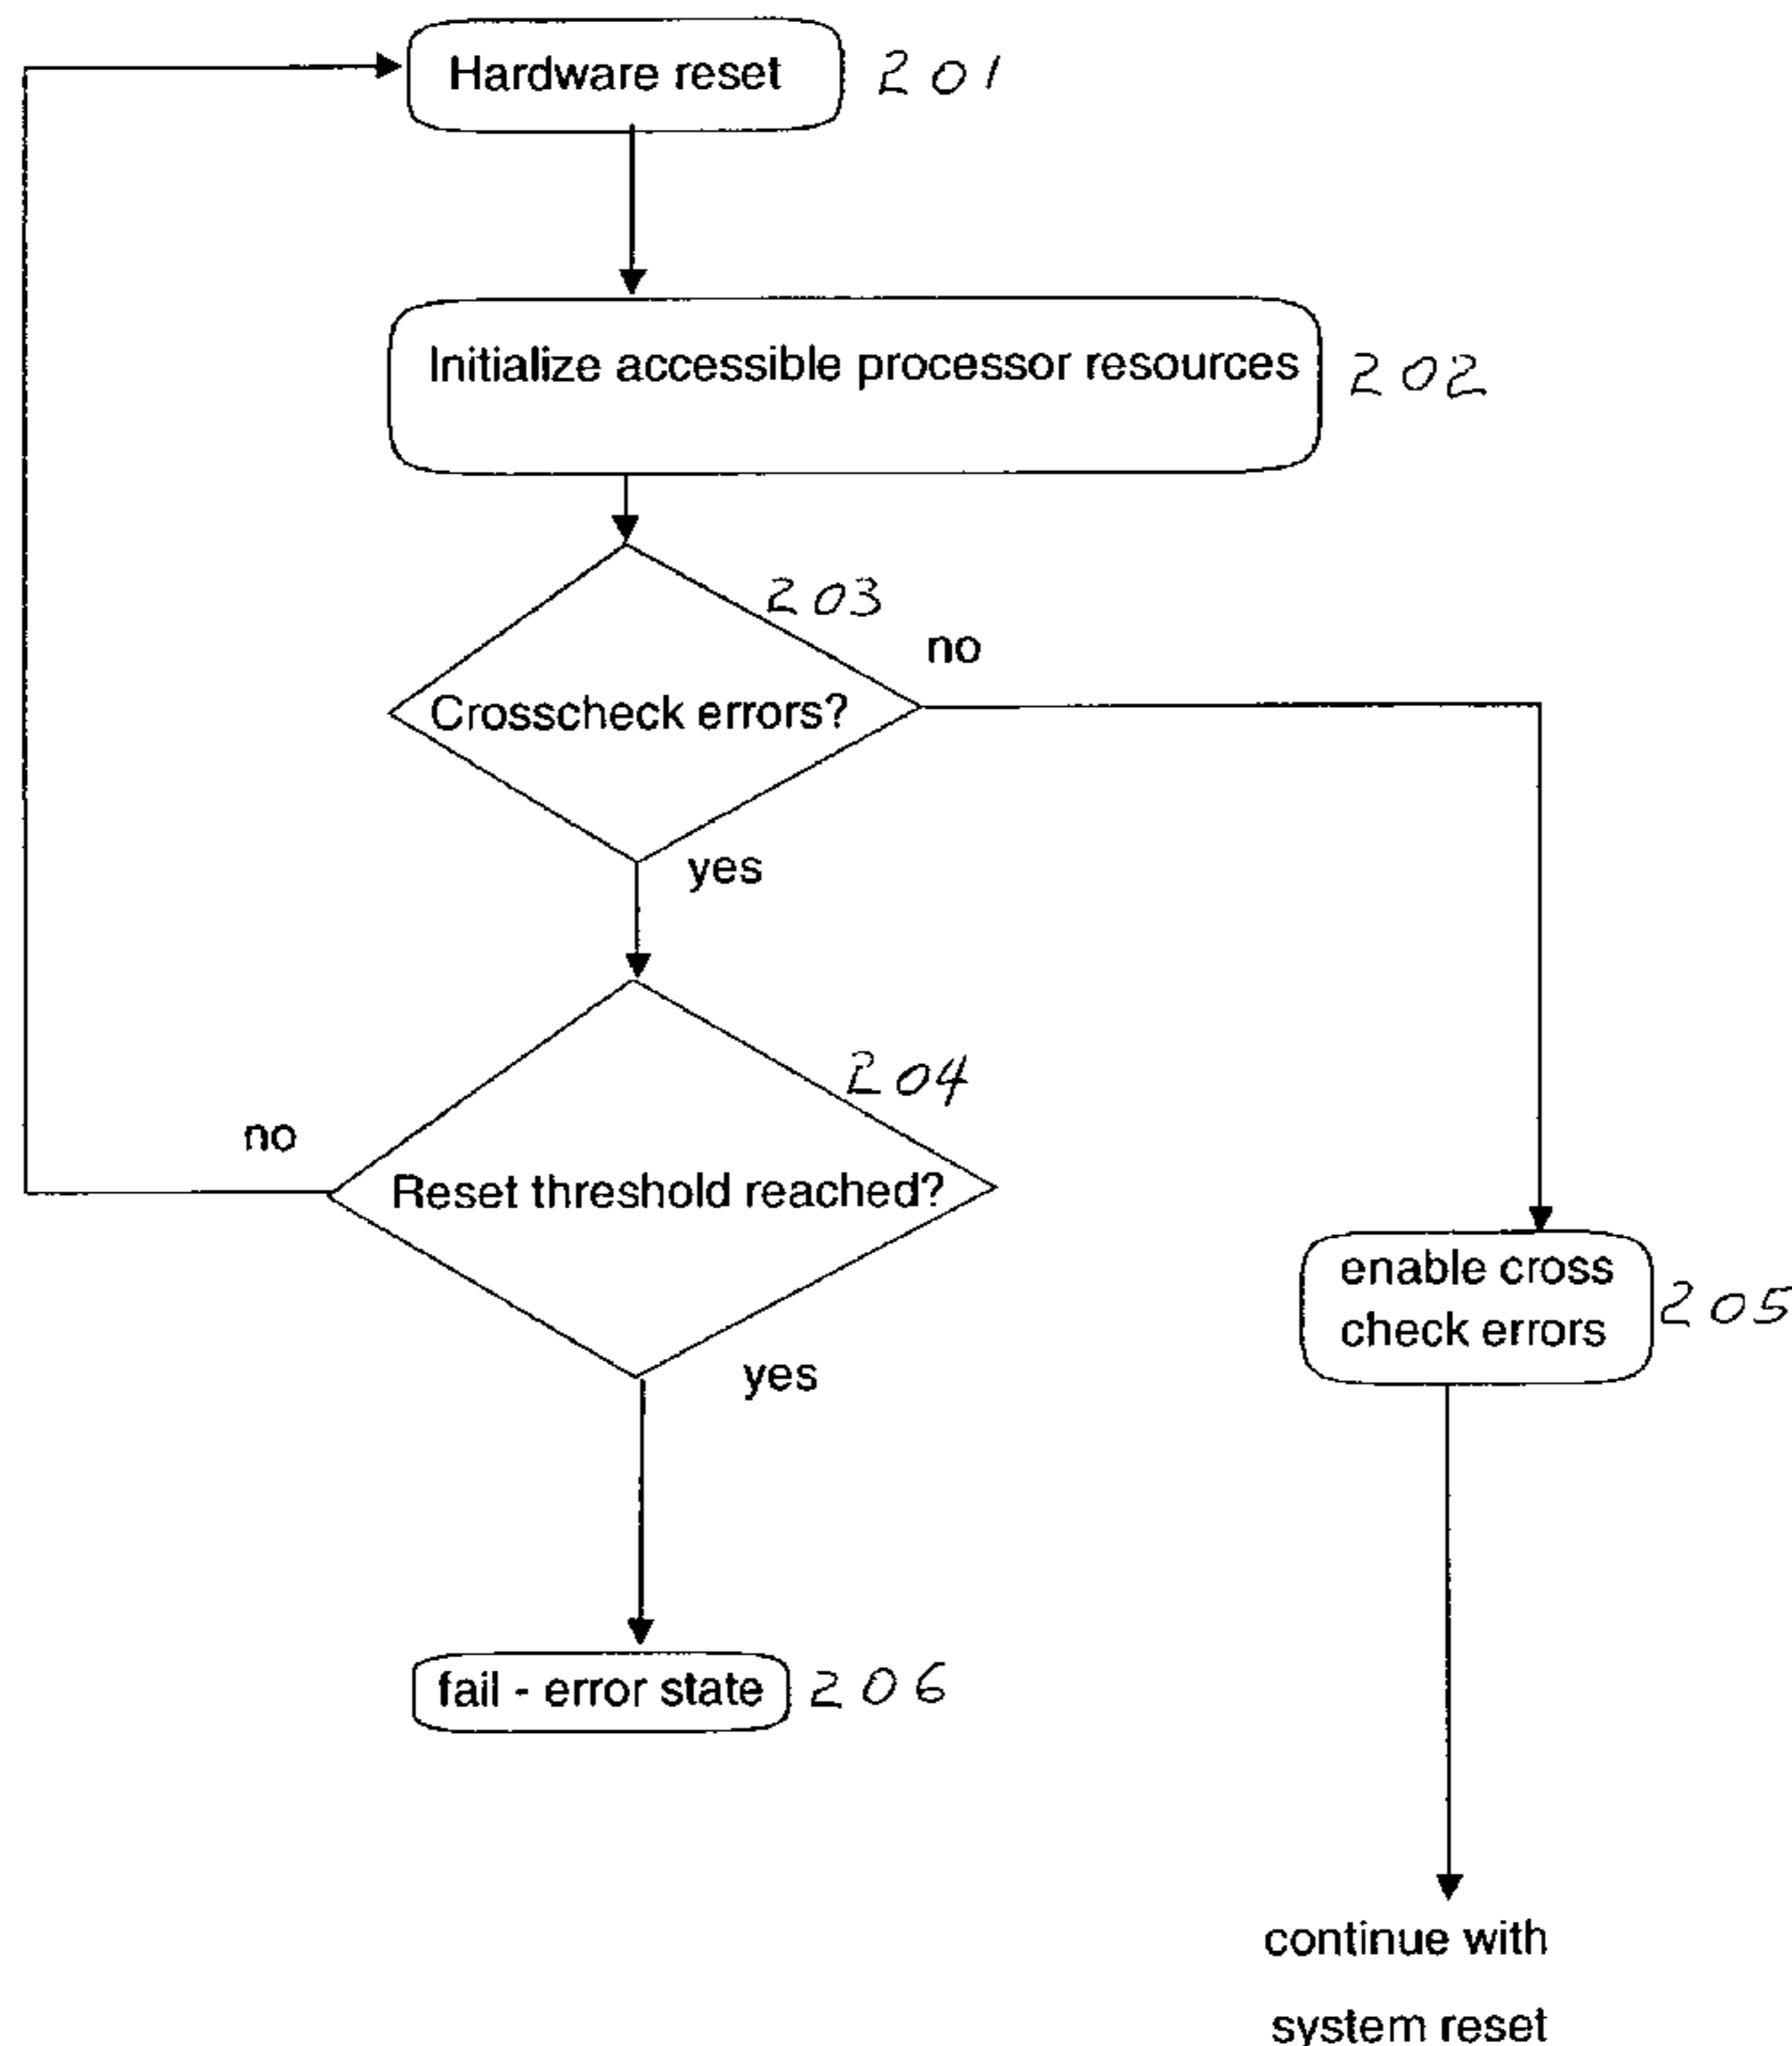 Hardware reset 201
Initialize accessible processor resources 202
203
no
Crosscheck errors?
yes
204
no
Reset threshold reached?
enable cross
check errors
205
yes
fail - error state 206
continue with
system reset